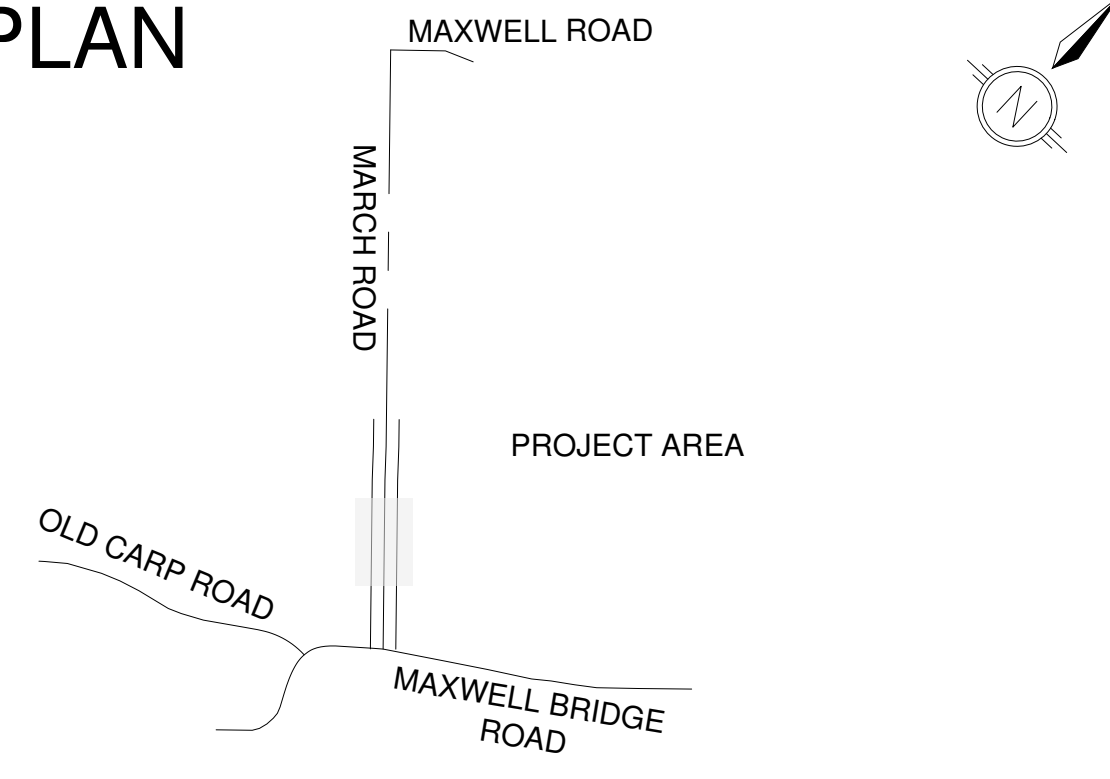 PLAN
MAXWELL ROAD
N
MARCH ROAD
PROJECT AREA
OLD CARP ROAD
MAXWELL BRIDGE
ROAD